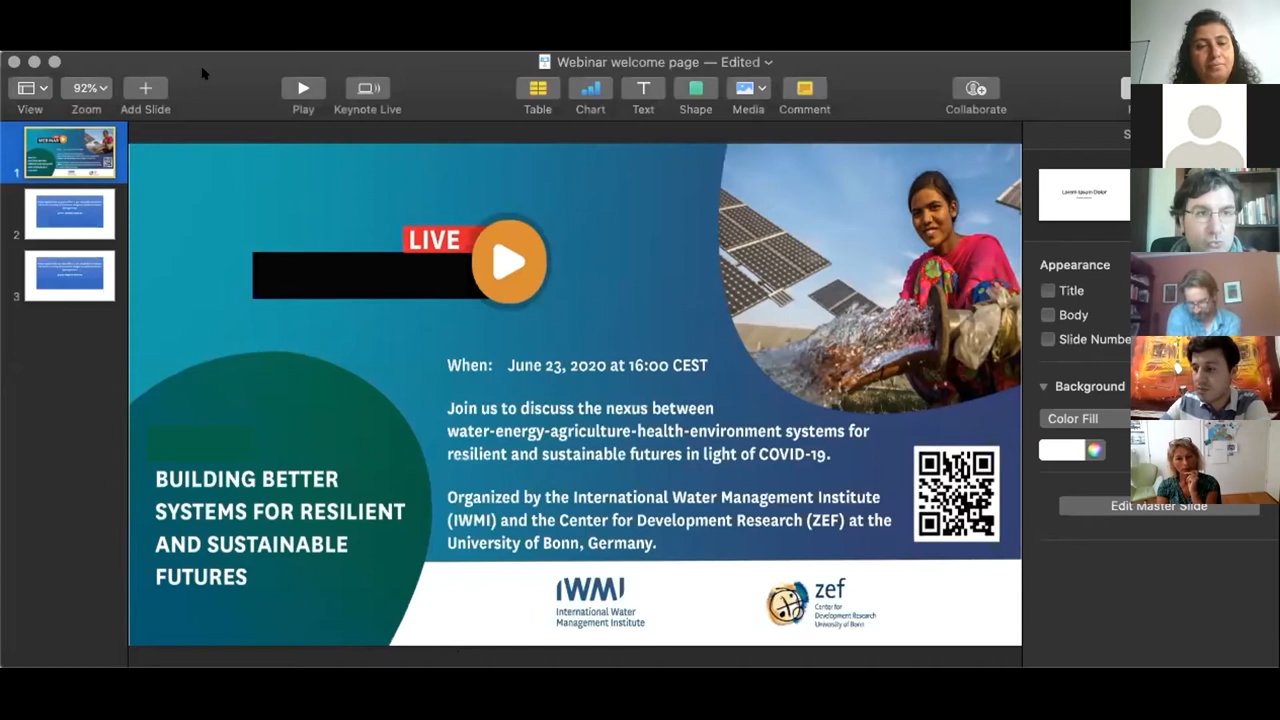 Webinar welcome page — Edited
92%
View
Zoom
Add Slide
Play
Keynote Live
Table
Chart
Text
Shape
Media
Comment
Collaborate
1
2
3
LIVE
When: June 23, 2020 at 16:00 CEST
Join us to discuss the nexus between
water-energy-agriculture-health-environment systems for
resilient and sustainable futures in light of COVID-19.
Organized by the International Water Management Institute
(IWMI) and the Center for Development Research (ZEF) at the
University of Bonn, Germany.
BUILDING BETTER
SYSTEMS FOR RESILIENT
AND SUSTAINABLE
FUTURES
IWMI
International Water
Management Institute
zef
Center for
Development Research
University of Bonn
Lorem Ipsum Dolor
Appearance
Title
Body
Slide Numbe
Background
Color Fill
Edit Master Slide